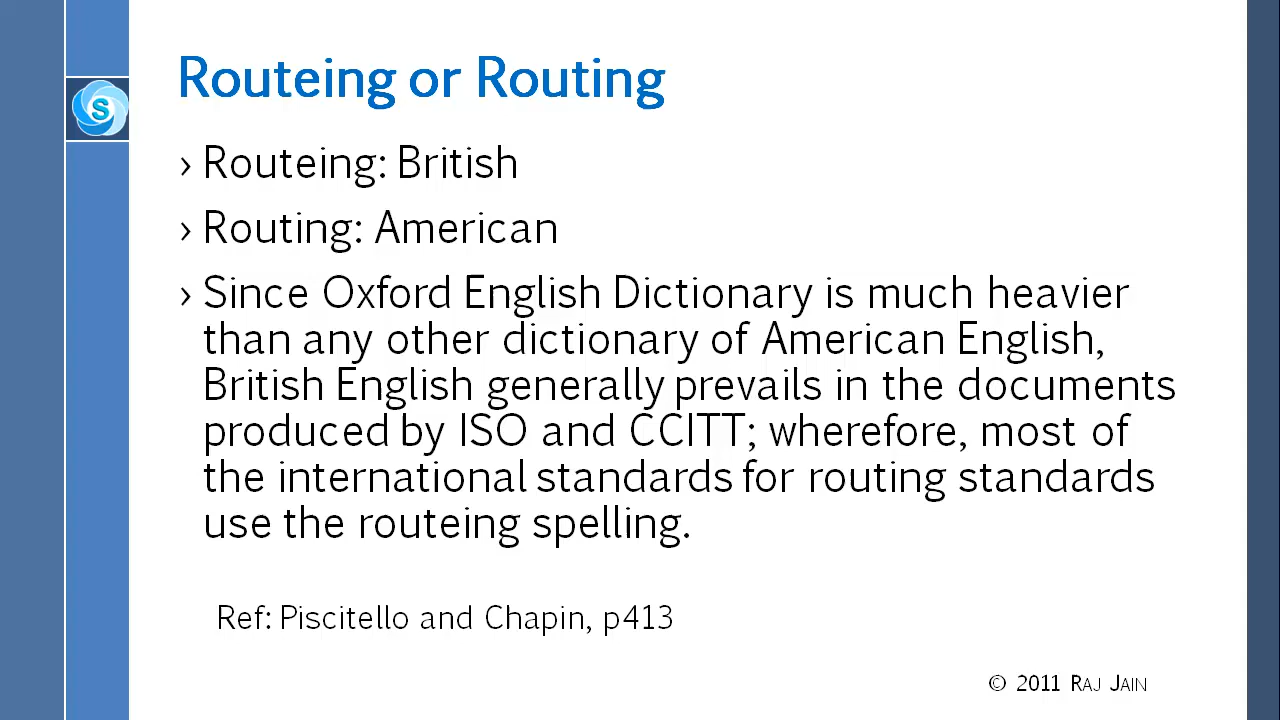 Routeing or Routing
S
› Routeing: British
› Routing: American
› Since Oxford English Dictionary is much heavier
than any other dictionary of American English,
British English generally prevails in the documents
produced by ISO and CCITT; wherefore, most of
the international standards for routing standards
use the routeing spelling.
Ref: Piscitello and Chapin, p413
© 2011 RAJ JAIN